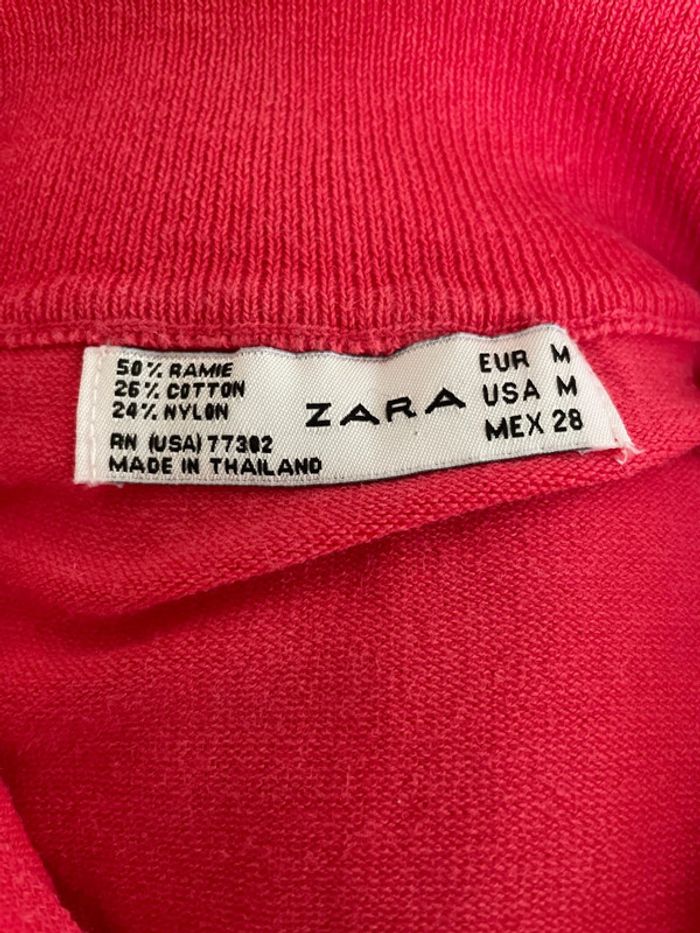 50% RAMIE
26% COTTON
24% NYLON
RN (USA) 77302
MADE IN THAILAND
ZARA
EUR M
USA M
MEX 28